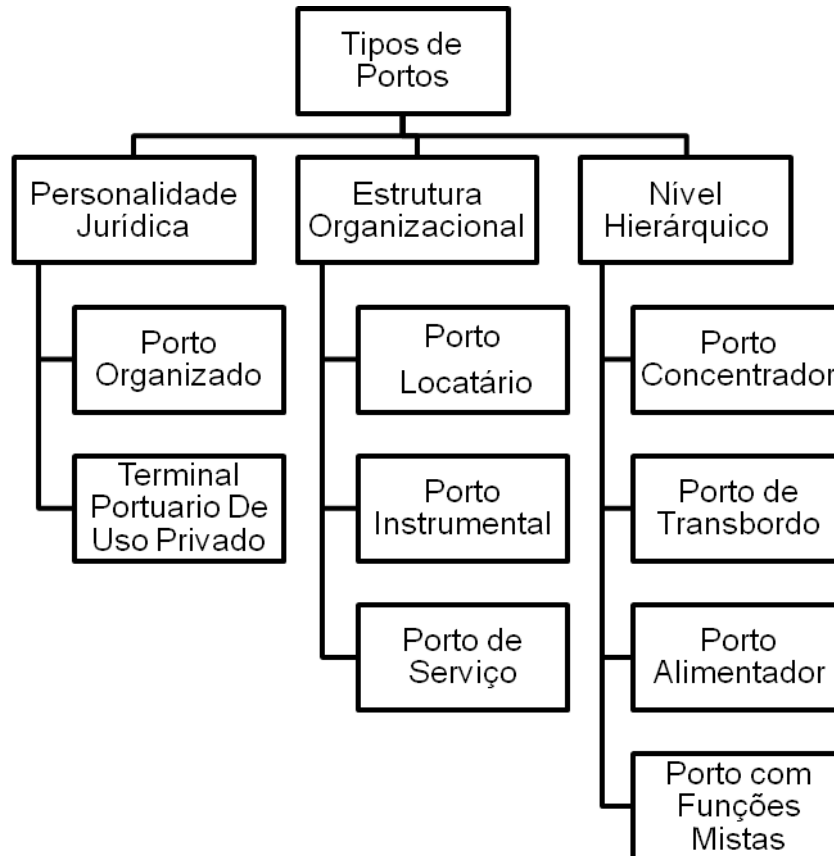 Tipos de
Portos
Personalidade
Jurídica
Estrutura
Organizacional
Nível
Hierárquico
Porto
Organizado
Porto
Locatário
Porto
Concentrador
Terminal
Portuario De
Uso Privado
Porto
Instrumental
Porto de
Transbordo
Porto de
Serviço
Porto
Alimentador
Porto com
Funções
Mistas